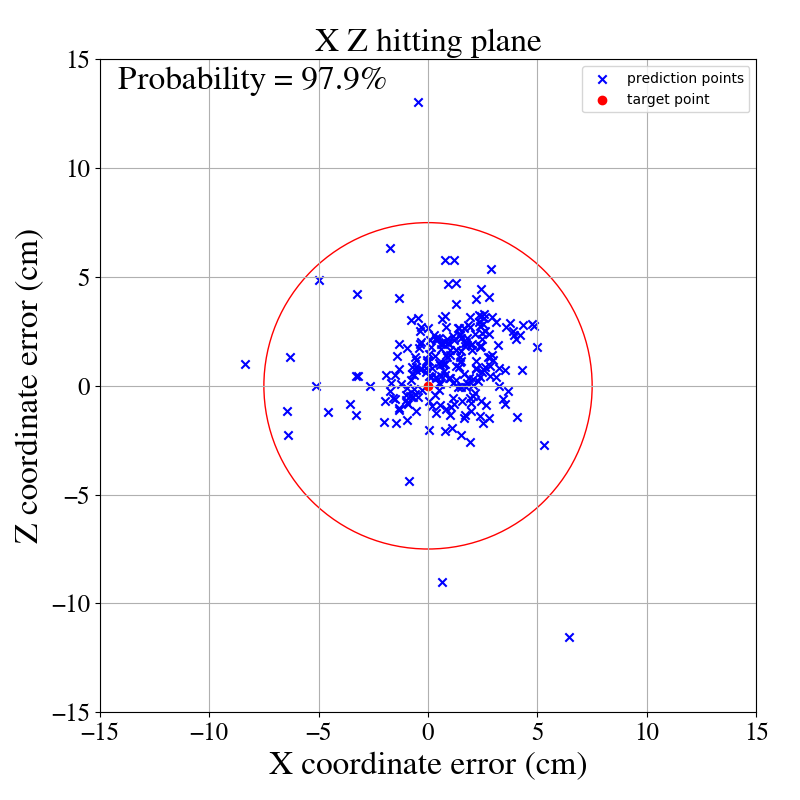 X Z hitting plane
Probability = 97.9%
prediction points
target point
15
10
5
0
−5
−10
−15
Z coordinate error (cm)
−15
−10
−5
0
5
10
15
X coordinate error (cm)